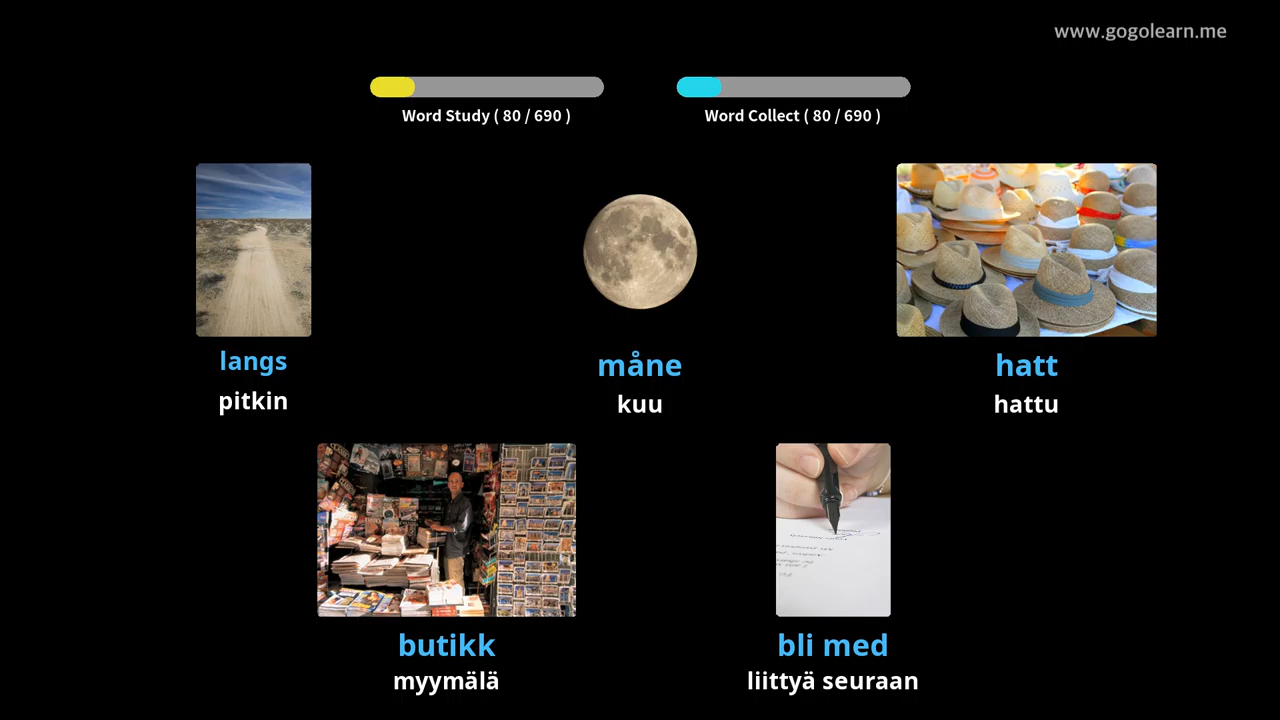 www.gogolearn.me
Word Study ( 80 / 690 )
Word Collect ( 80 / 690 )
langs
pitkin
måne
kuu
hatt
hattu
butikk
myymälä
bli med
liittyä seuraan